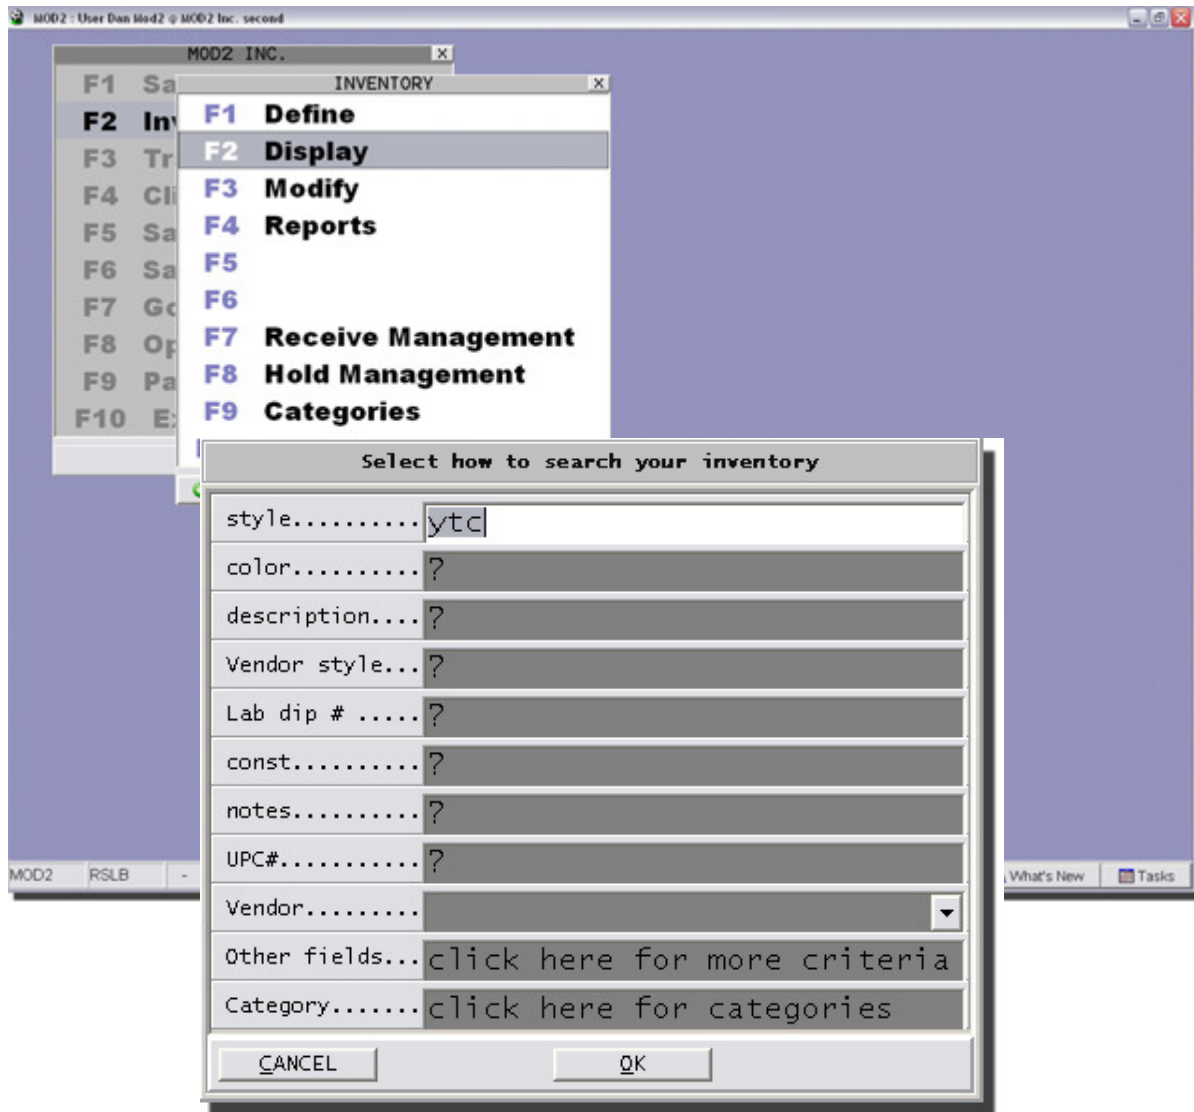 MOD2 : User Dan Mod2 @ MOD2 Inc. second
MOD2 INC.
F1 Sa
F2 In
F3 Tr
F4 Cli
F5 Sa
F6 Sa
F7 Go
F8 Op
F9 Pa
F10 E
INVENTORY
F1 Define
F2 Display
F3 Modify
F4 Reports
F5
F6
F7 Receive Management
F8 Hold Management
F9 Categories
Select how to search your inventory
style.......... ytc
color.......... ?
description.... ?
Vendor style... ?
Lab dip # ..... ?
const.......... ?
notes.......... ?
UPC#........... ?
Vendor.........
Other fields... click here for more criteria
Category....... click here for categories
CANCEL OK
MOD2 RSLB - What's New Tasks